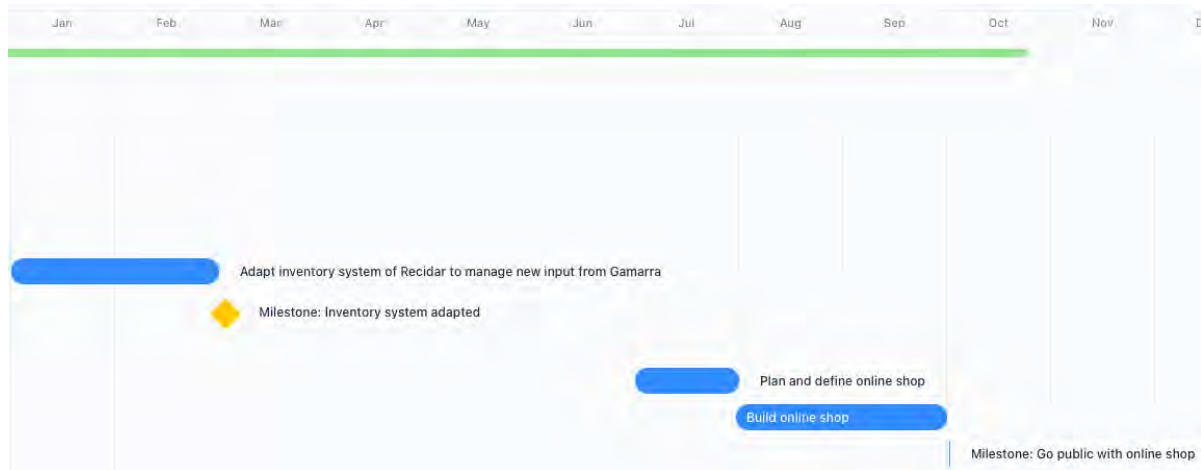 Jan Feb Mar Apr May Jun Jul Aug Sep Oct Nov
Adapt inventory system of Recidar to manage new input from Gamarra
Milestone: Inventory system adapted
Plan and define online shop
Build online shop
Milestone: Go public with online shop